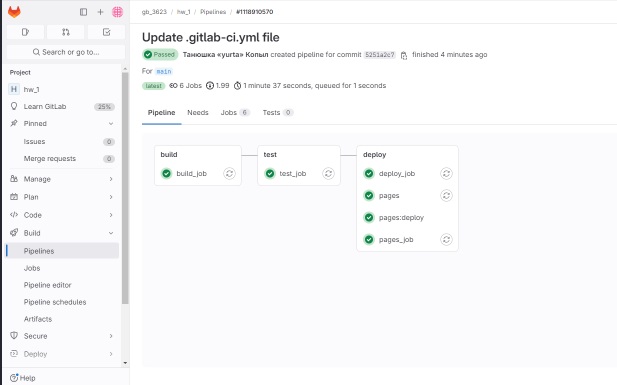 gb_3623 / hw_1 / Pipelines / #1118910570
Search or go to...
Project
H hw_1
Learn GitLab 25%
Pinned
Issues 0
Merge requests 0
Manage
Plan
Code
Build
Pipelines
Jobs
Pipeline editor
Pipeline schedules
Artifacts
Secure
Deploy
Help
Update .gitlab-ci.yml file
Passed Танюшка «yurta» Копыл created pipeline for commit 5251a2c7 finished 4 minutes ago
For main
latest 6 Jobs 1.99 1 minute 37 seconds, queued for 1 seconds
Pipeline Needs Jobs 6 Tests 0
build
build_job
test
test_job
deploy
deploy_job
pages
pages:deploy
pages_job